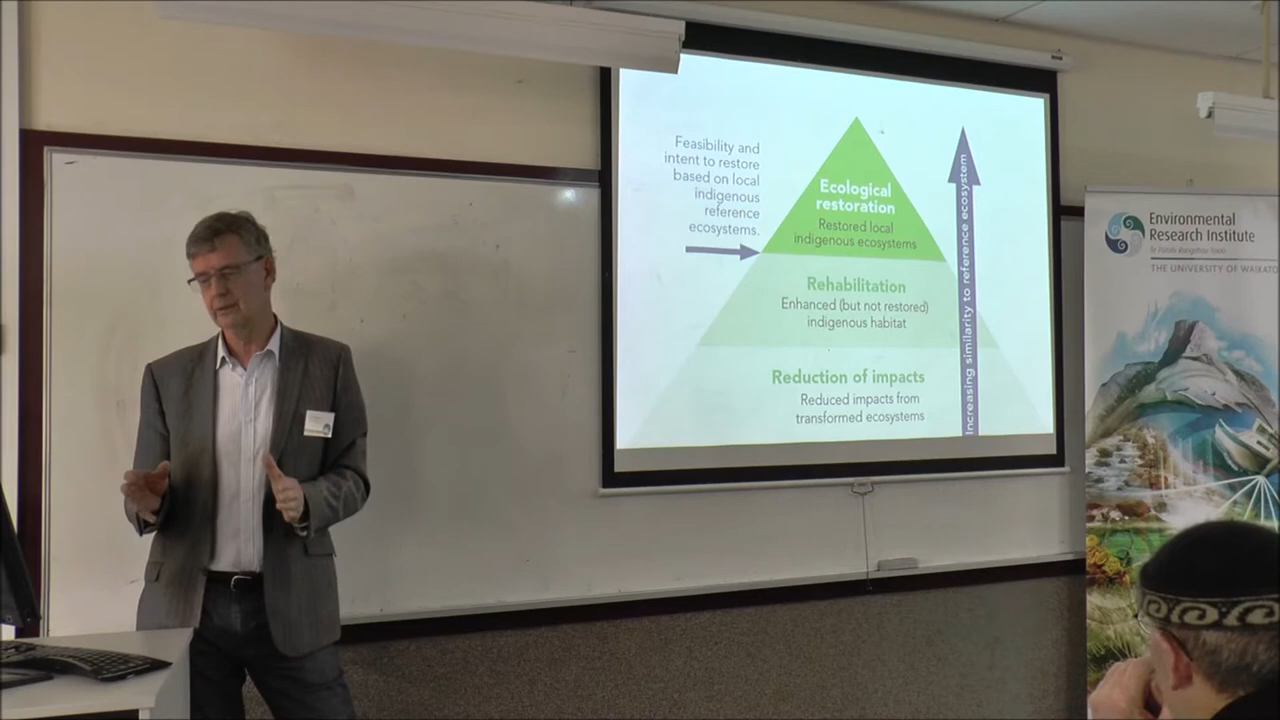 Feasibility and
intent to restore
based on local
indigenous
reference
ecosystems.
Ecological
restoration
Restored local
indigenous ecosystems
Rehabilitation
Enhanced (but not restored)
indigenous habitat
Reduction of impacts
Reduced impacts from
transformed ecosystems
Increasing similarity to reference ecosystem
Environmental
Research Institute
THE UNIVERSITY OF WAIKATO